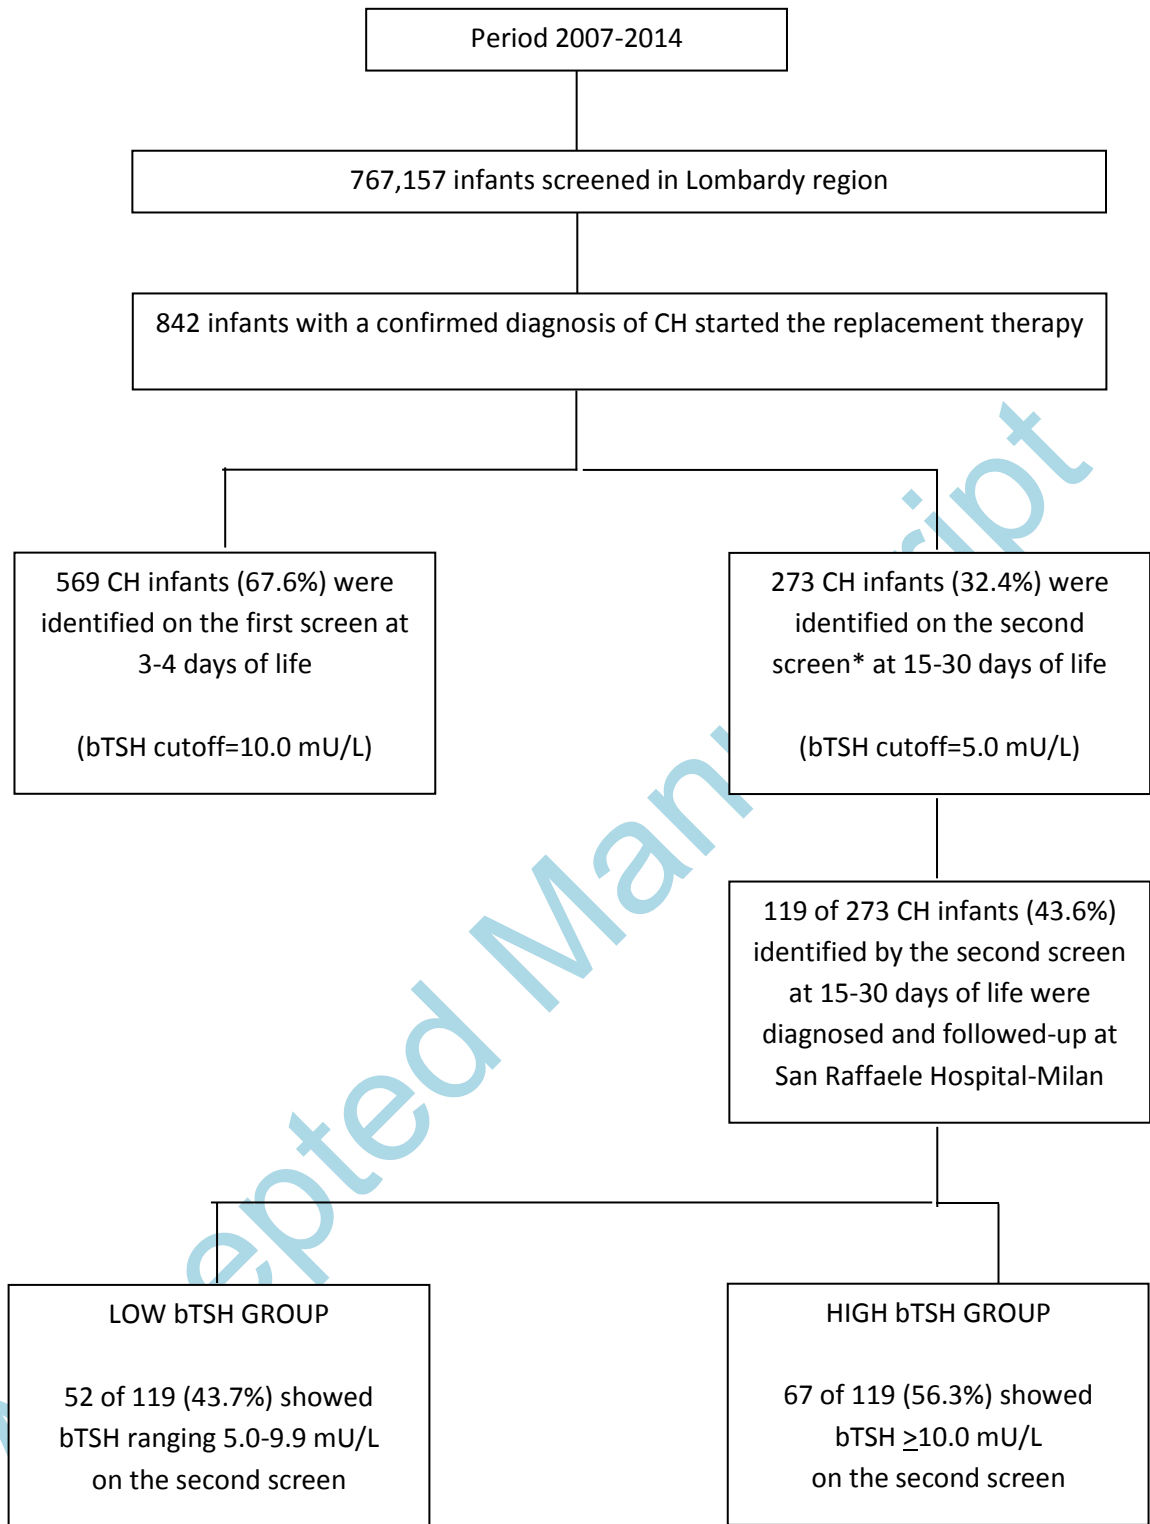 Period 2007-2014
767,157 infants screened in Lombardy region
842 infants with a confirmed diagnosis of CH started the replacement therapy
569 CH infants (67.6%) were
identified on the first screen at
3-4 days of life
(bTSH cutoff=10.0 mU/L)
273 CH infants (32.4%) were
identified on the second
screen* at 15-30 days of life
(bTSH cutoff=5.0 mU/L)
119 of 273 CH infants (43.6%)
identified by the second screen
at 15-30 days of life were
diagnosed and followed-up at
San Raffaele Hospital-Milan
LOW bTSH GROUP
52 of 119 (43.7%) showed
bTSH ranging 5.0-9.9 mU/L
on the second screen
HIGH bTSH GROUP
67 of 119 (56.3%) showed
bTSH ≥10.0 mU/L
on the second screen
Accepted Manuscript